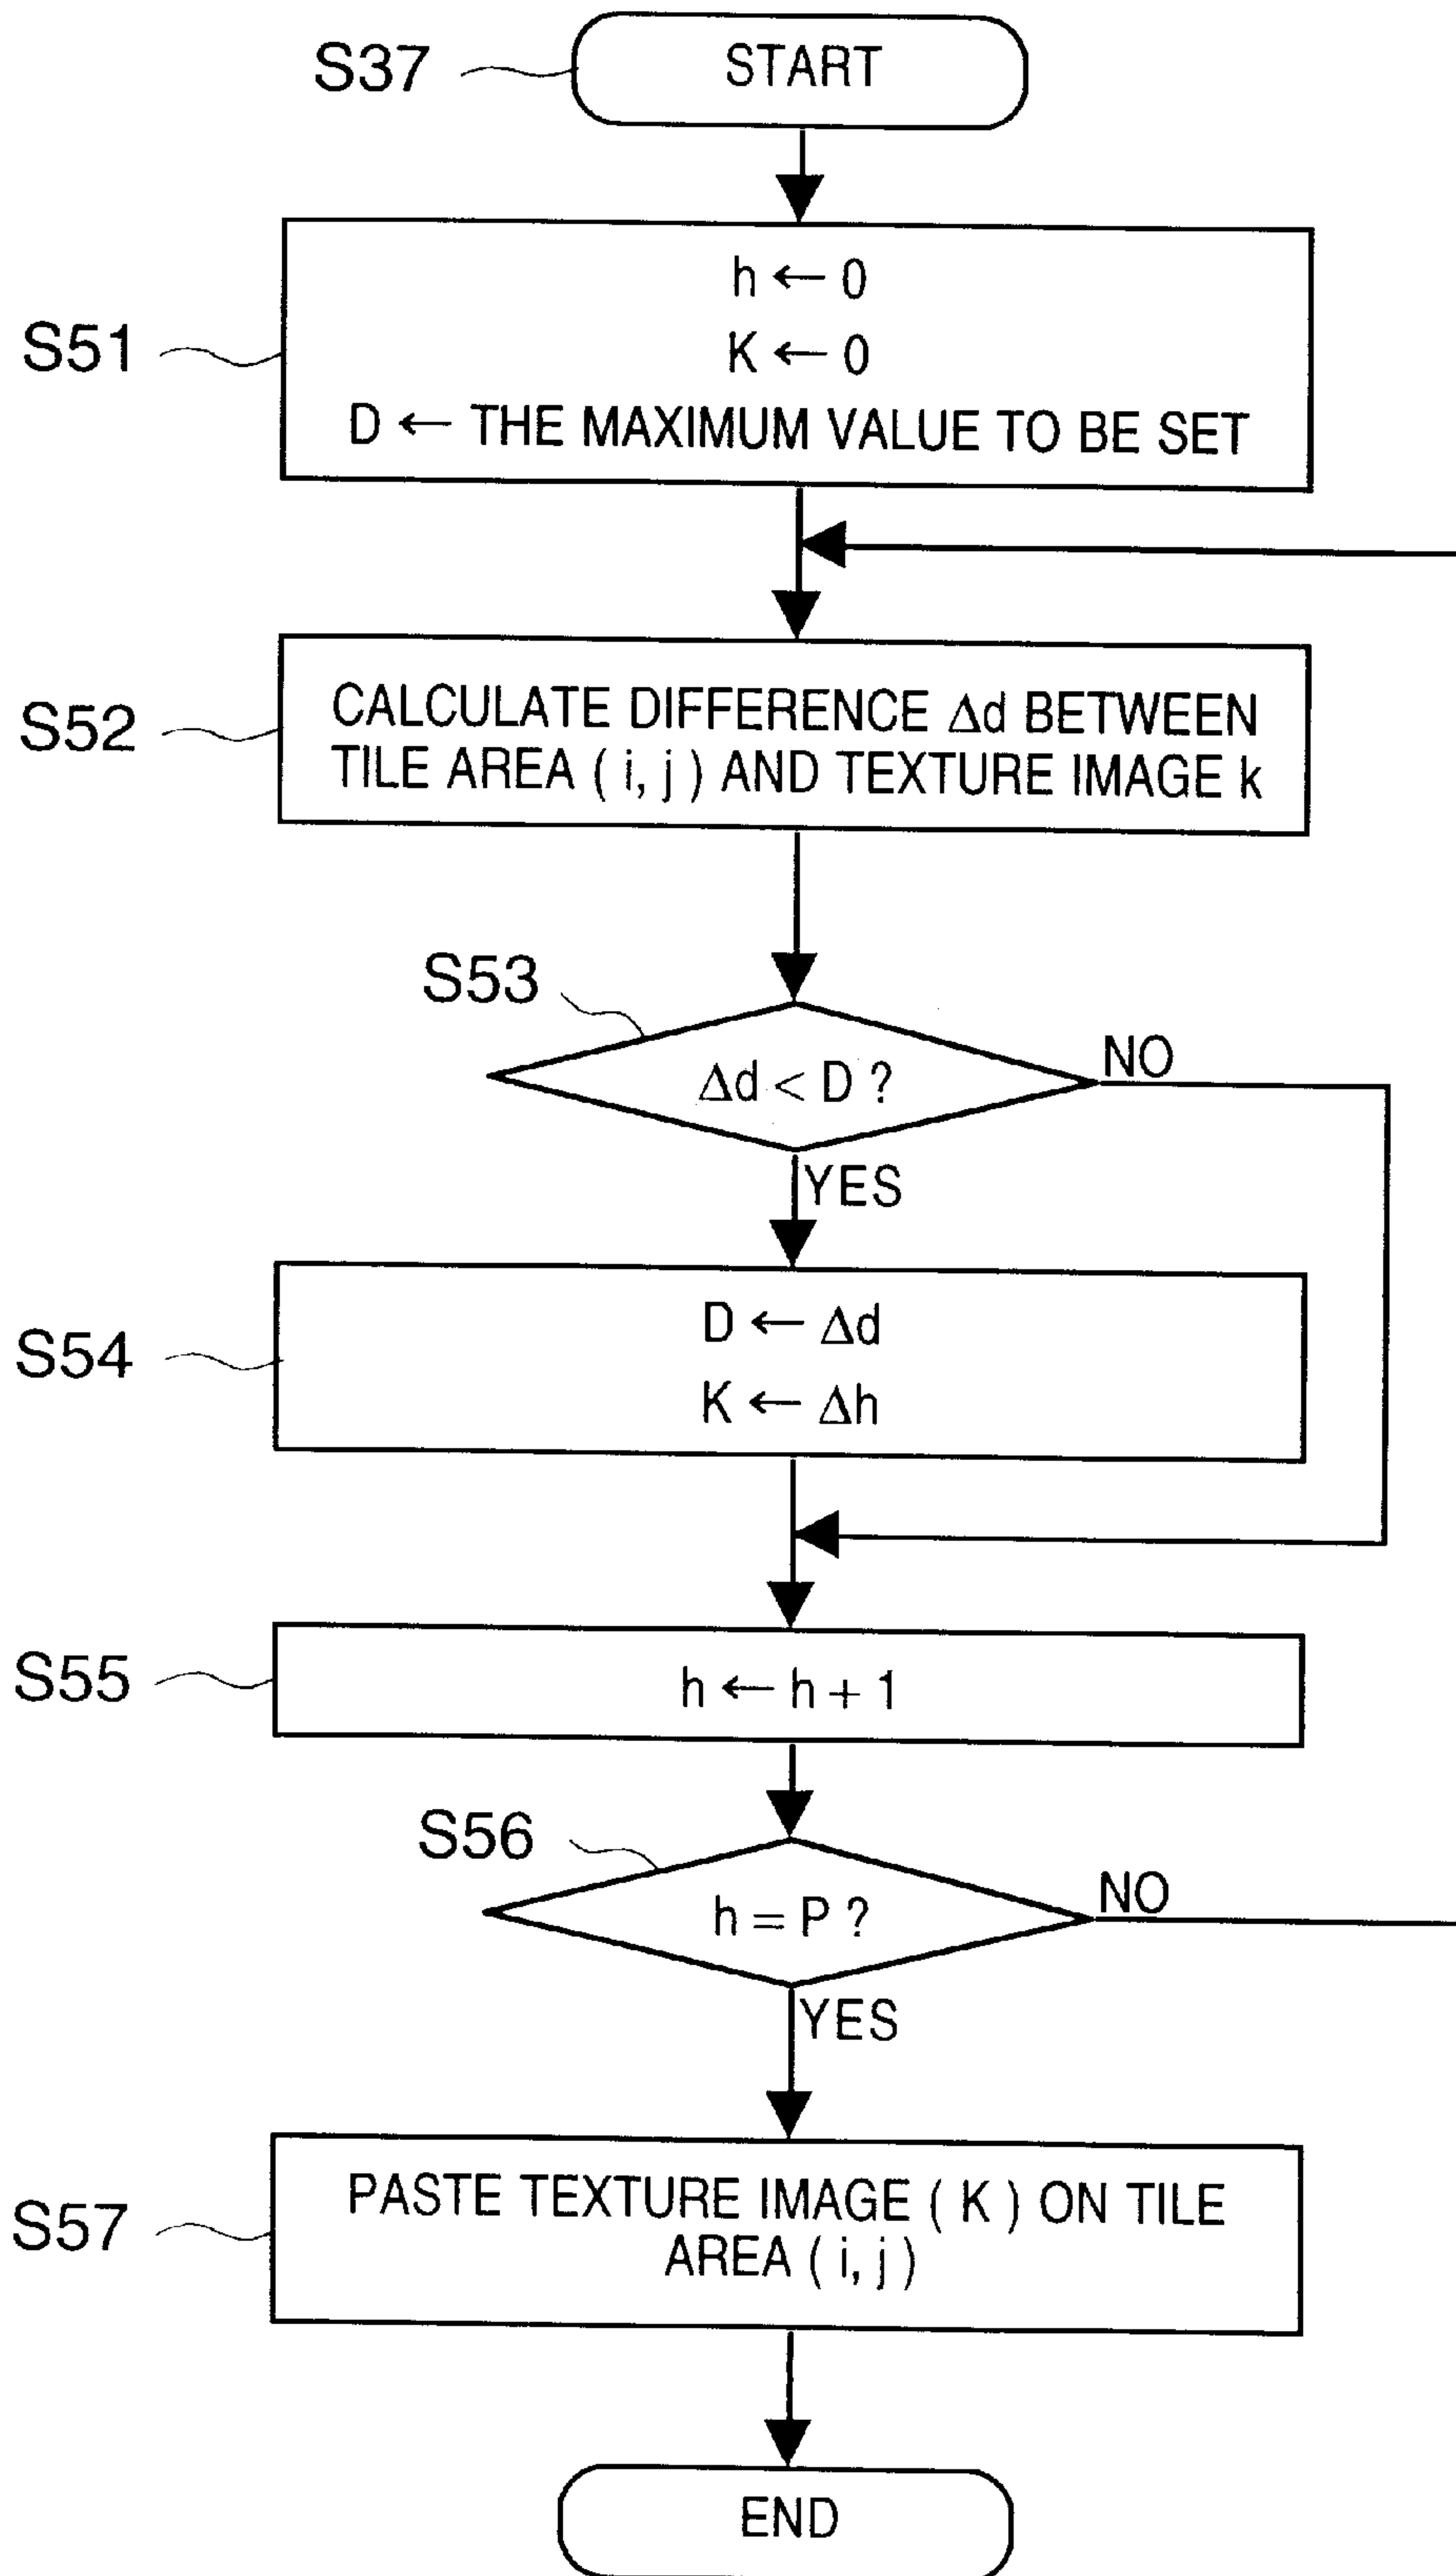 S37
START
h ← 0
K ← 0
S51
D ← THE MAXIMUM VALUE TO BE SET
S52
CALCULATE DIFFERENCE Δd BETWEEN
TILE AREA ( i, j ) AND TEXTURE IMAGE k
S53
Δd < D ?
NO
YES
D ← Δd
S54
K ← Δh
S55
h ← h + 1
S56
h = P ?
NO
YES
S57
PASTE TEXTURE IMAGE ( K ) ON TILE
AREA ( i, j )
END